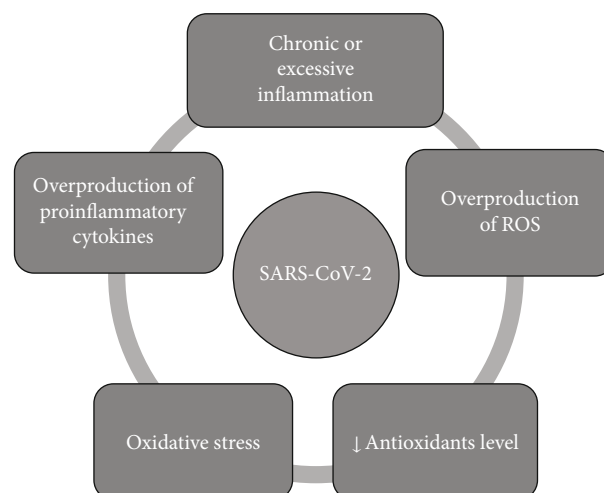 Chronic or
excessive
inflammation
Overproduction of
proinflammatory
cytokines
Overproduction
of ROS
SARS-CoV-2
Oxidative stress
↓ Antioxidants level